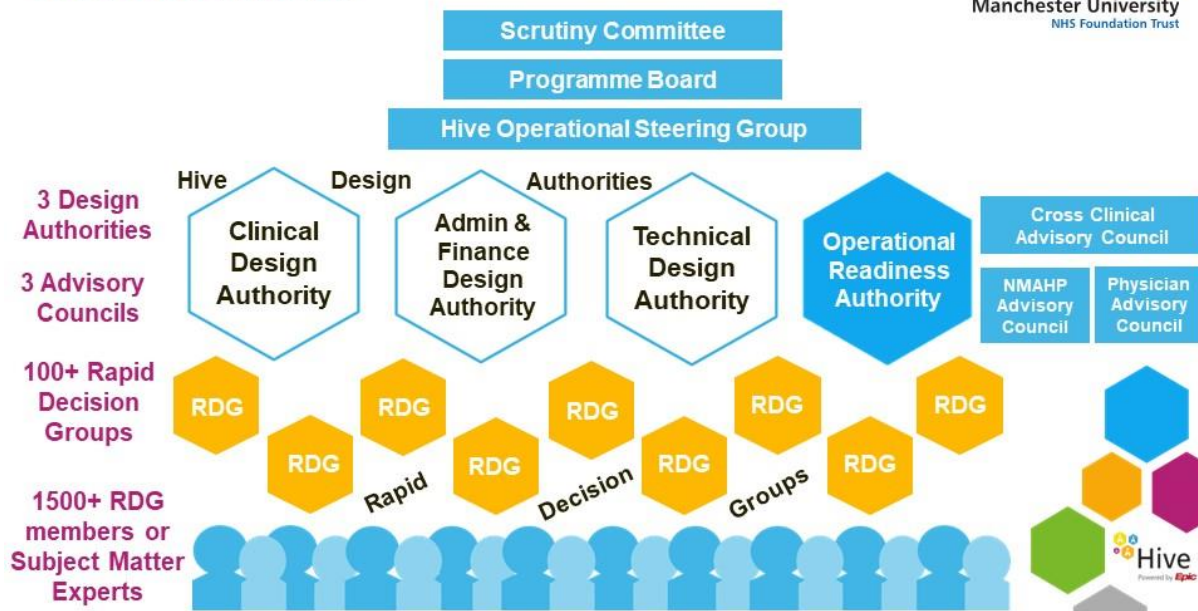 Manchester University
NHS Foundation Trust
Scrutiny Committee
Programme Board
Hive Operational Steering Group
Hive Design Authorities
3 Design
Authorities
3 Advisory
Councils
Clinical
Design
Authority
Admin &
Finance
Design
Authority
Technical
Design
Authority
Operational
Readiness
Authority
Cross Clinical
Advisory Council
NMAHP
Advisory
Council
Physician
Advisory
Council
100+ Rapid
Decision
Groups
RDG
RDG
RDG
RDG
RDG
RDG
RDG
RDG
RDG
Rapid Decision Groups
1500+ RDG
members or
Subject Matter
Experts
Hive
Powered by Epic